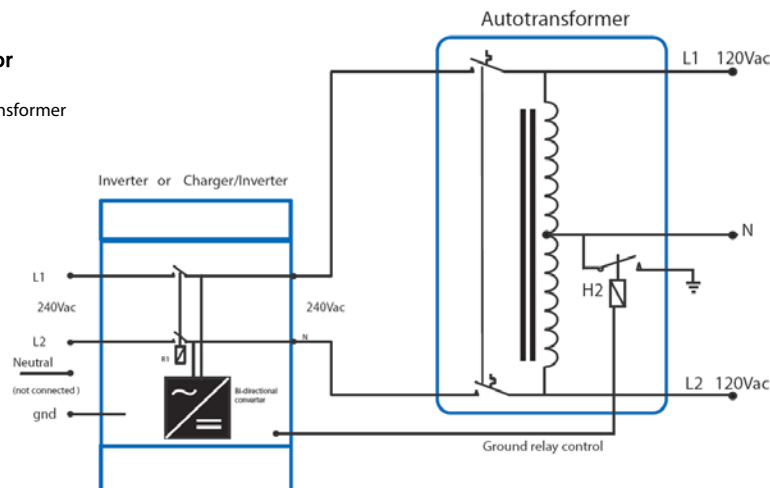 Autotransformer
or
nsformer
L1 120Vac
Inverter or Charger/Inverter
N
L1
240Vac
240Vac
H2
L2
N
R1
Neutral
(not connected )
Bi-directional
converter
L2 120Vac
gnd
Ground relay control